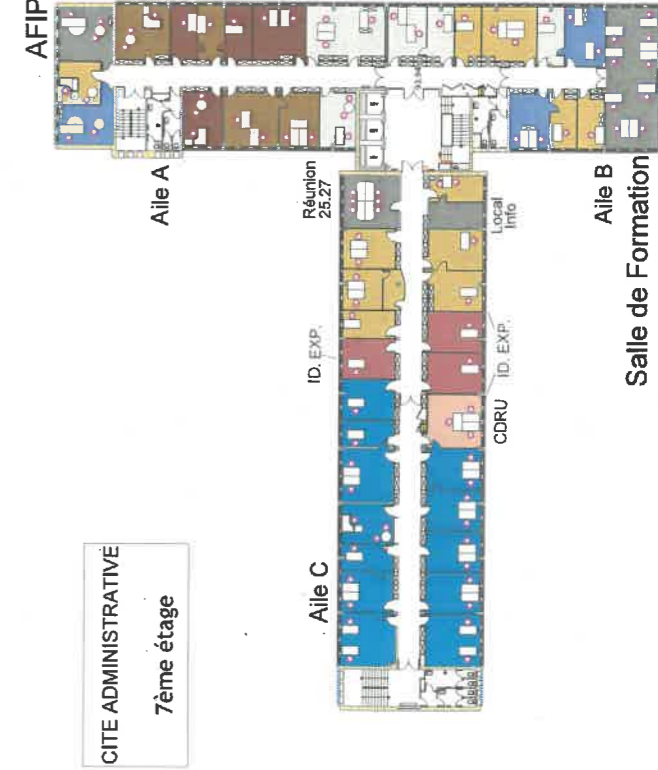 AFIP
Aile A
Réunion
25.27
Local
Info
Aile B
Salle de Formation
ID. EXP.
ID. EXP.
CDRU
Aile C
CITE ADMINISTRATIVE
7ème étage